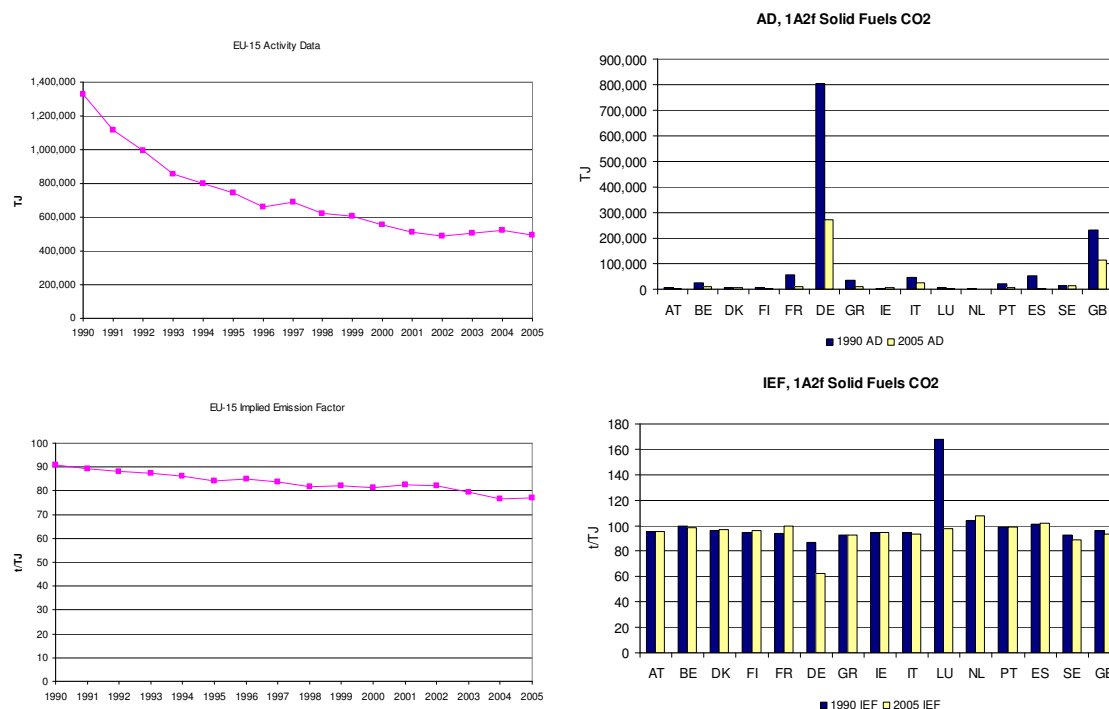 EU-15 Activity Data
1,400,000
1,200,000
1,000,000
800,000
600,000
400,000
200,000
0
TJ
1990 1991 1992 1993 1994 1995 1996 1997 1998 1999 2000 2001 2002 2003 2004 2005
AD, 1A2f Solid Fuels CO2
900,000
800,000
700,000
600,000
500,000
400,000
300,000
200,000
100,000
0
TJ
AT BE DK FI FR DE GR IE IT LU NL PT ES SE GB
1990 AD 2005 AD
EU-15 Implied Emission Factor
100
90
80
70
60
50
40
30
20
10
0
t/TJ
1990 1991 1992 1993 1994 1995 1996 1997 1998 1999 2000 2001 2002 2003 2004 2005
IEF, 1A2f Solid Fuels CO2
180
160
140
120
100
80
60
40
20
0
t/TJ
AT BE DK FI FR DE GR IE IT LU NL PT ES SE GB
1990 IEF 2005 IEF